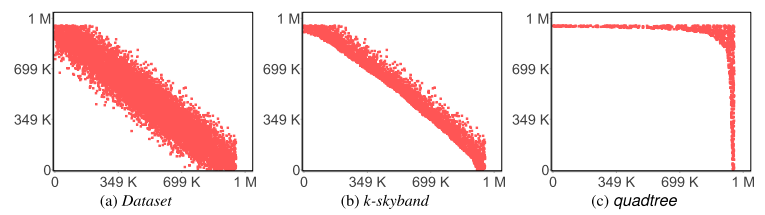 1 M 1 M 1 M
699 K 699 K 699 K
349 K 349 K 349 K
0 0 0
0 349 K 699 K 1 M 0 349 K 699 K 1 M 0 349 K 699 K 1 M
(a) Dataset (b) k-skyband (c) quadtree